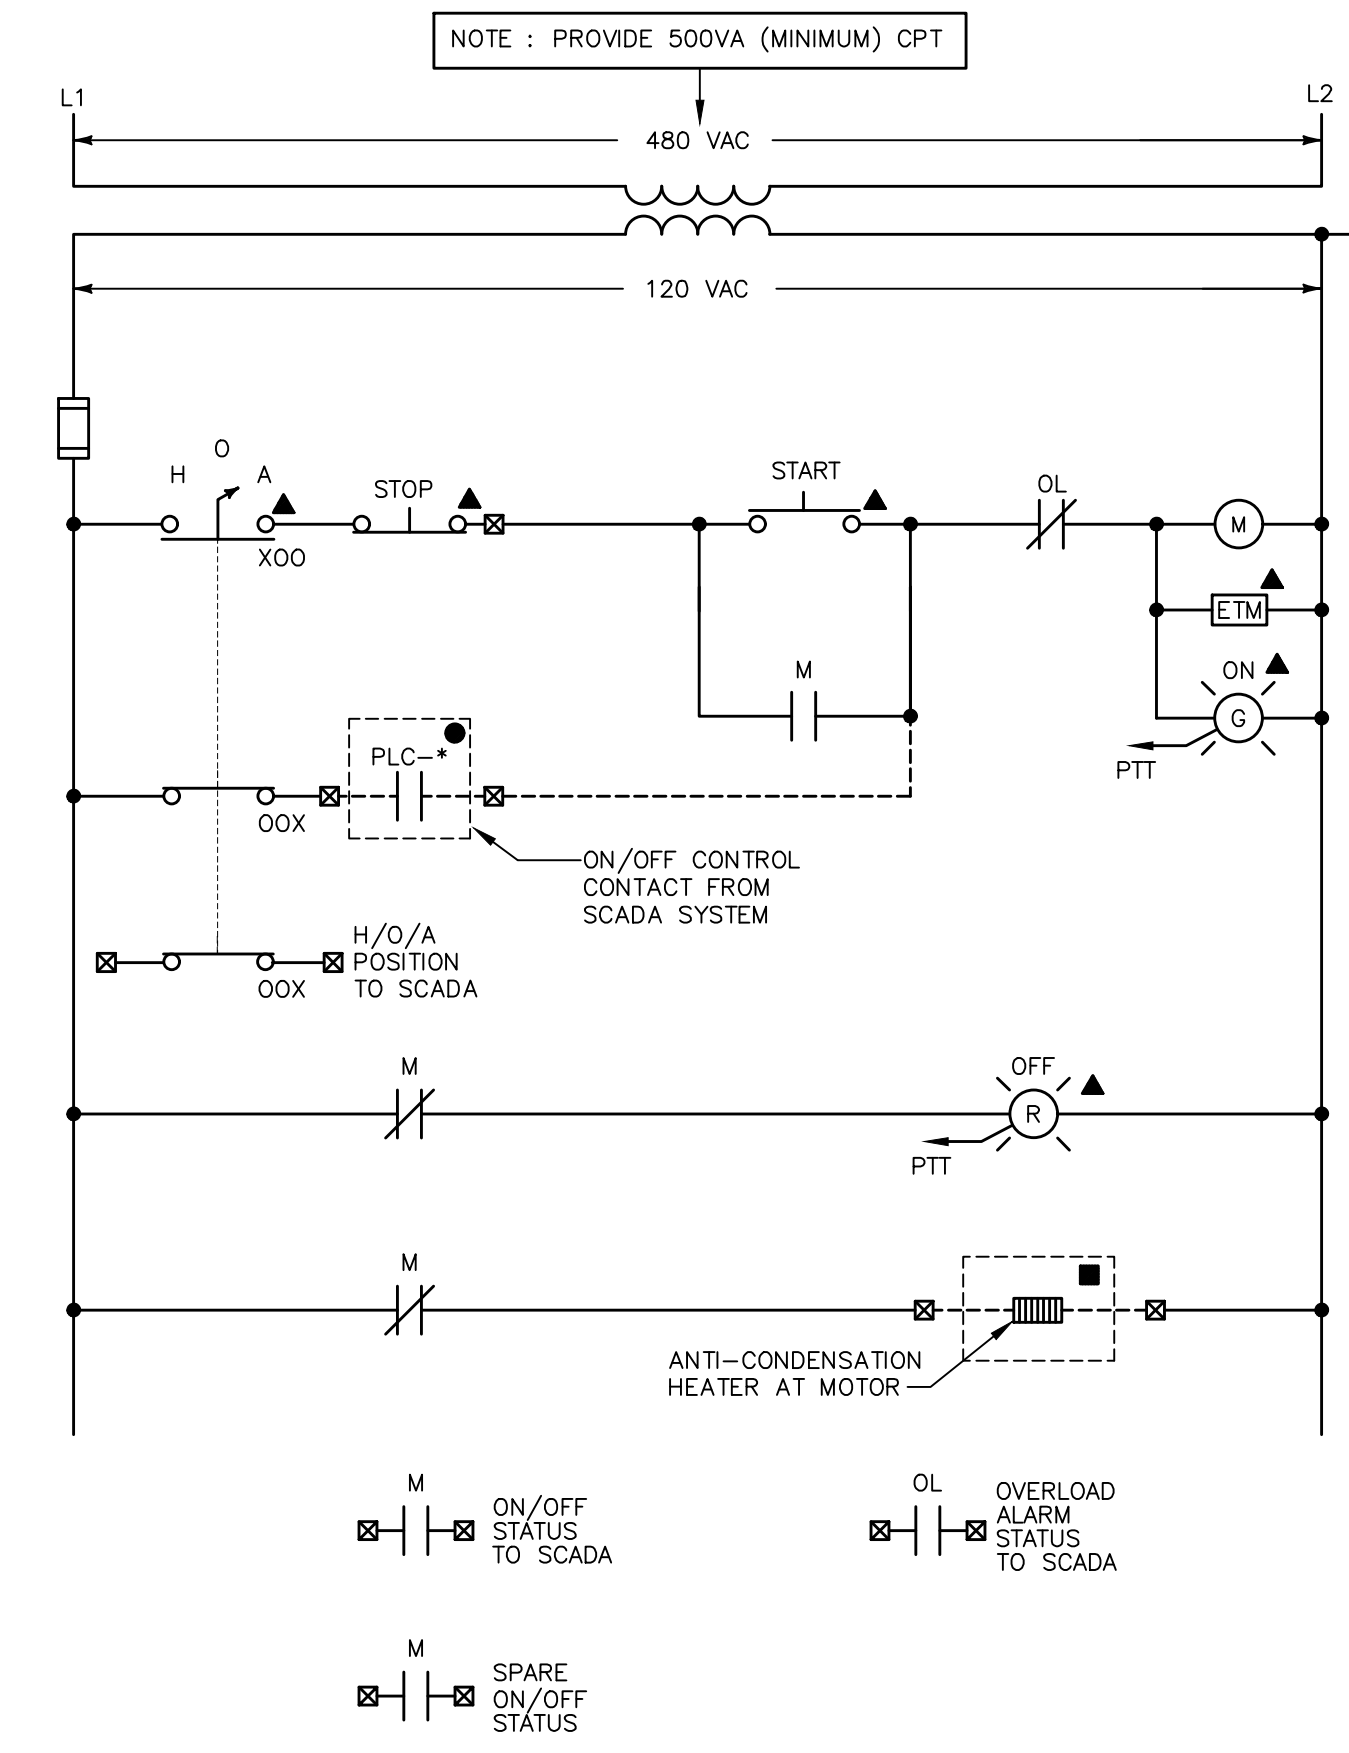 NOTE : PROVIDE 500VA (MINIMUM) CPT
L1
L2
480 VAC
120 VAC
H
O
A
STOP
START
OL
M
XOO
ETM
ON
G
PTT
M
PLC-*
OOX
ON/OFF CONTROL
CONTACT FROM
SCADA SYSTEM
H/O/A
POSITION
TO SCADA
OOX
M
OFF
R
PTT
M
ANTI-CONDENSATION
HEATER AT MOTOR
M
ON/OFF
STATUS
TO SCADA
OL
OVERLOAD
ALARM
STATUS
TO SCADA
M
SPARE
ON/OFF
STATUS